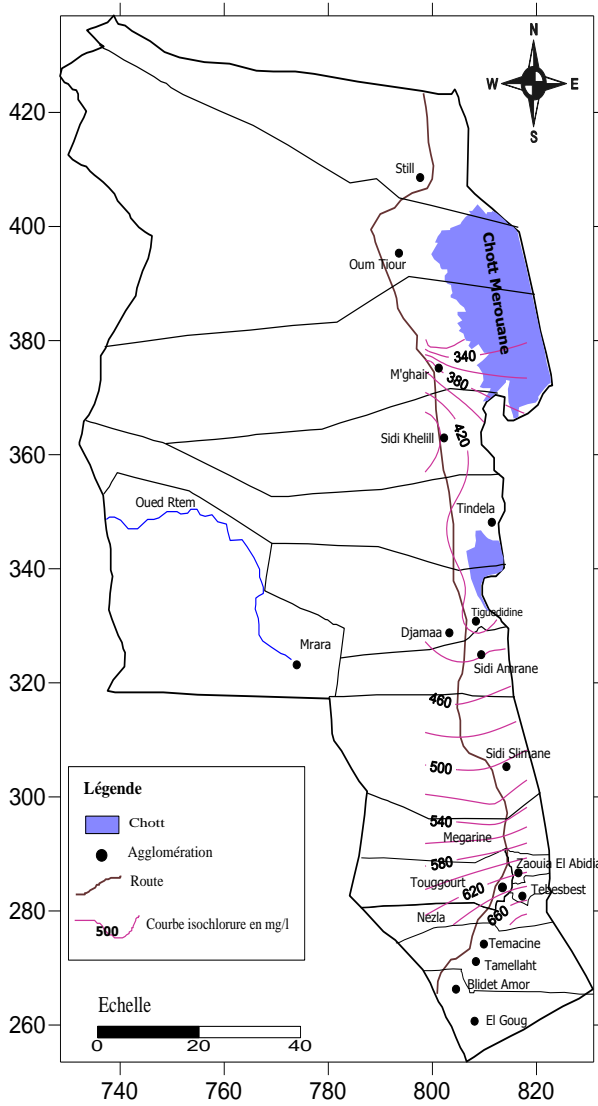 N
W E
S
420
400
380
360
340
320
300
280
260
Still
Oum Tiour
Chott Merouane
340
M'ghair
380
Sidi Khelill
420
Oued Rtem
Tindela
Tiguedidine
Djamaa
Mrara
Sidi Amrane
460
Sidi Slimane
500
540
Megarine
580
Zaouia El Abidia
Touggourt
620
Tebesbest
Nezla
660
Temacine
Tamellaht
Blidet Amor
El Goug
Légende
Chott
Agglomération
Route
500 Courbe isochlorure en mg/l
Echelle
0 20 40
740 760 780 800 820